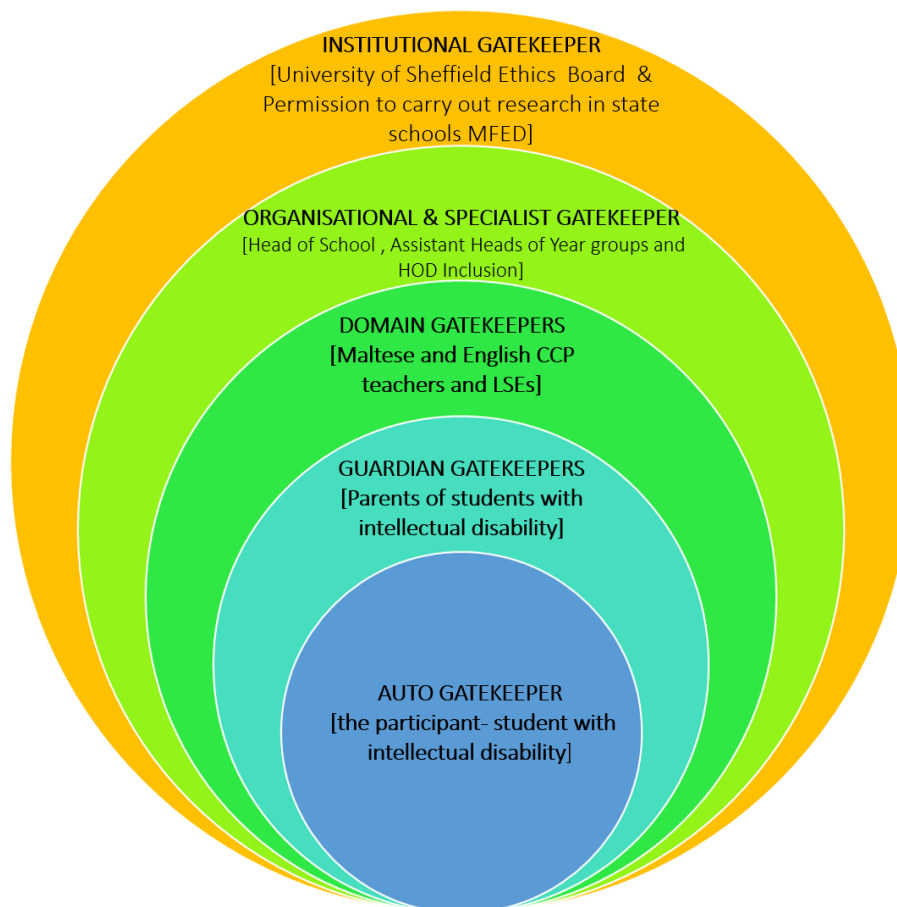 INSTITUTIONAL GATEKEEPER
[University of Sheffield Ethics Board &
Permission to carry out research in state
schools MFED]
ORGANISATIONAL & SPECIALIST GATEKEEPER
[Head of School , Assistant Heads of Year groups and
HOD Inclusion]
DOMAIN GATEKEEPERS
[Maltese and English CCP
teachers and LSEs]
GUARDIAN GATEKEEPERS
[Parents of students with
intellectual disability]
AUTO GATEKEEPER
[the participant- student with
intellectual disability]